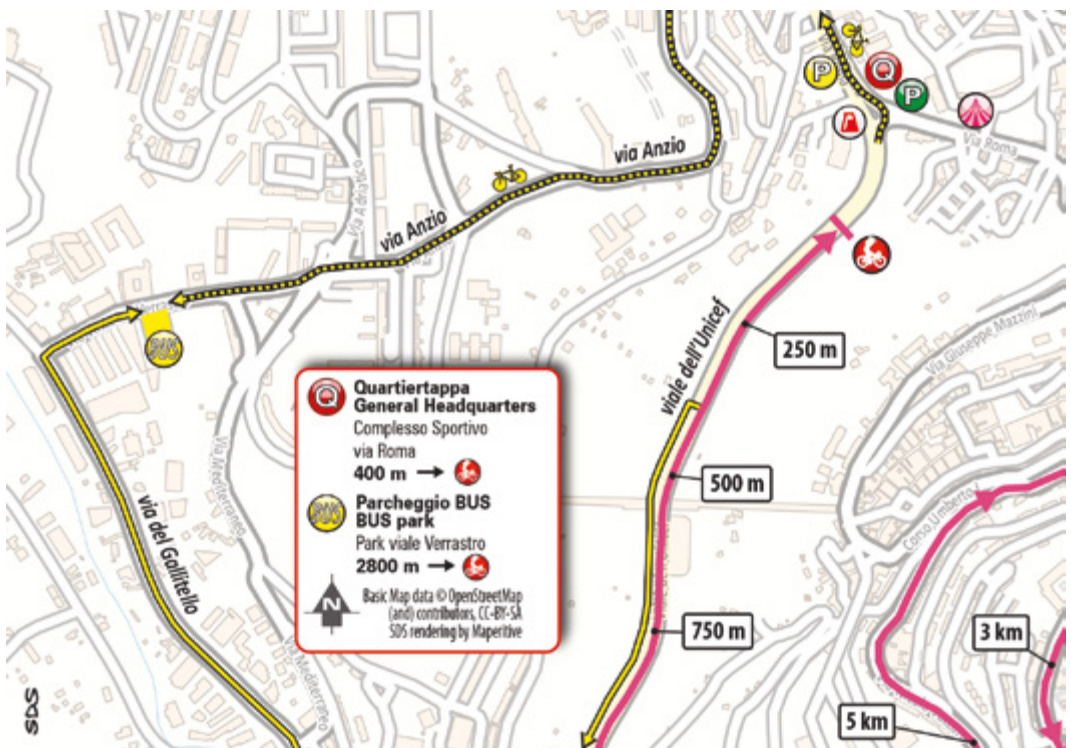 P
Q
P
via Anzio
Via Roma
Via Adriatico
via Anzio
BUS
viale dell'Unicef
250 m
Via Giuseppe Mazzini
Q
Quartiertappa
General Headquarters
Complesso Sportivo
via Roma
400 m
BUS
Parcheggio BUS
BUS park
Park viale Verrastro
2800 m
N
Basic Map data © OpenStreetMap
(and) contributors, CC-BY-SA
SDS rendering by Maperitive
500 m
Via Mediterraneo
via del Gallitello
Corso Umberto I
750 m
3 km
Via Mediterraneo
5 km
SDS